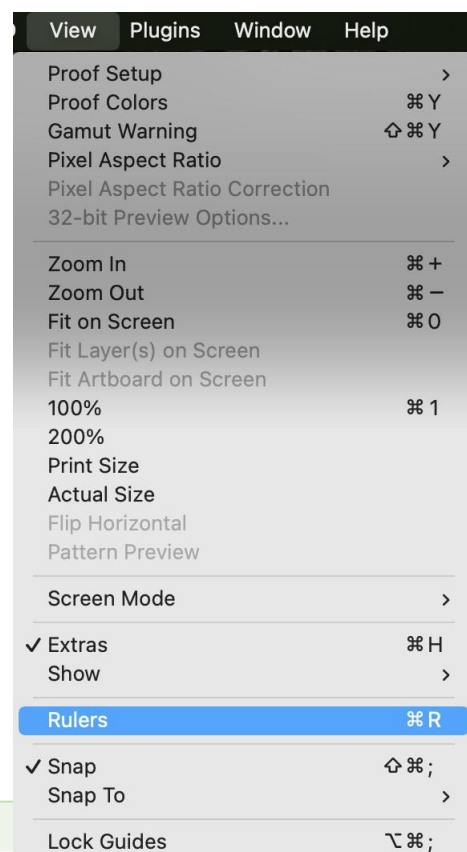 View Plugins Window Help
Proof Setup >
Proof Colors ⌘Y
Gamut Warning ⇧⌘Y
Pixel Aspect Ratio >
Pixel Aspect Ratio Correction
32-bit Preview Options...
Zoom In ⌘+
Zoom Out ⌘−
Fit on Screen ⌘0
Fit Layer(s) on Screen
Fit Artboard on Screen
100% ⌘1
200%
Print Size
Actual Size
Flip Horizontal
Pattern Preview
Screen Mode >
✓ Extras ⌘H
Show >
Rulers ⌘R
✓ Snap ⇧⌘;
Snap To >
Lock Guides ⌥⌘;